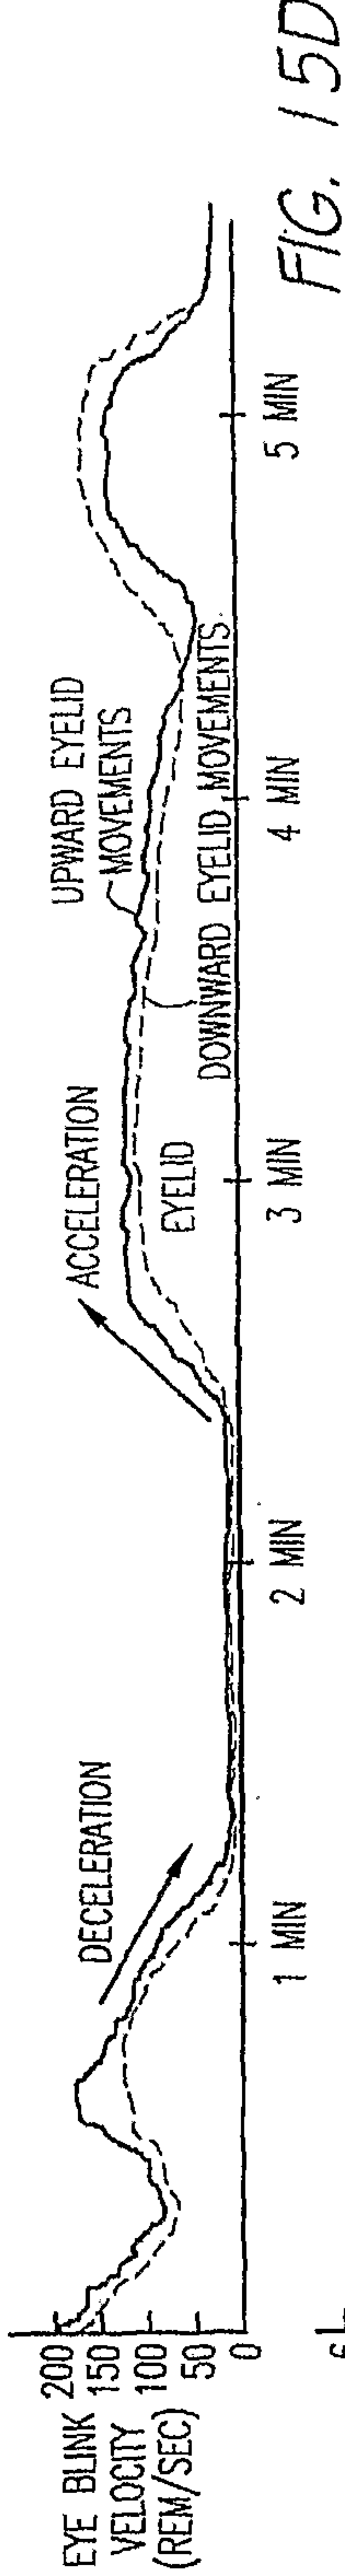 EYE BLINK
VELOCITY
(REM/SEC)
200
150
100
50
0
DECELERATION
ACCELERATION
EYELID
UPWARD EYELID
MOVEMENTS
DOWNWARD EYELID MOVEMENTS
1 MIN
2 MIN
3 MIN
4 MIN
5 MIN
FIG. 15D